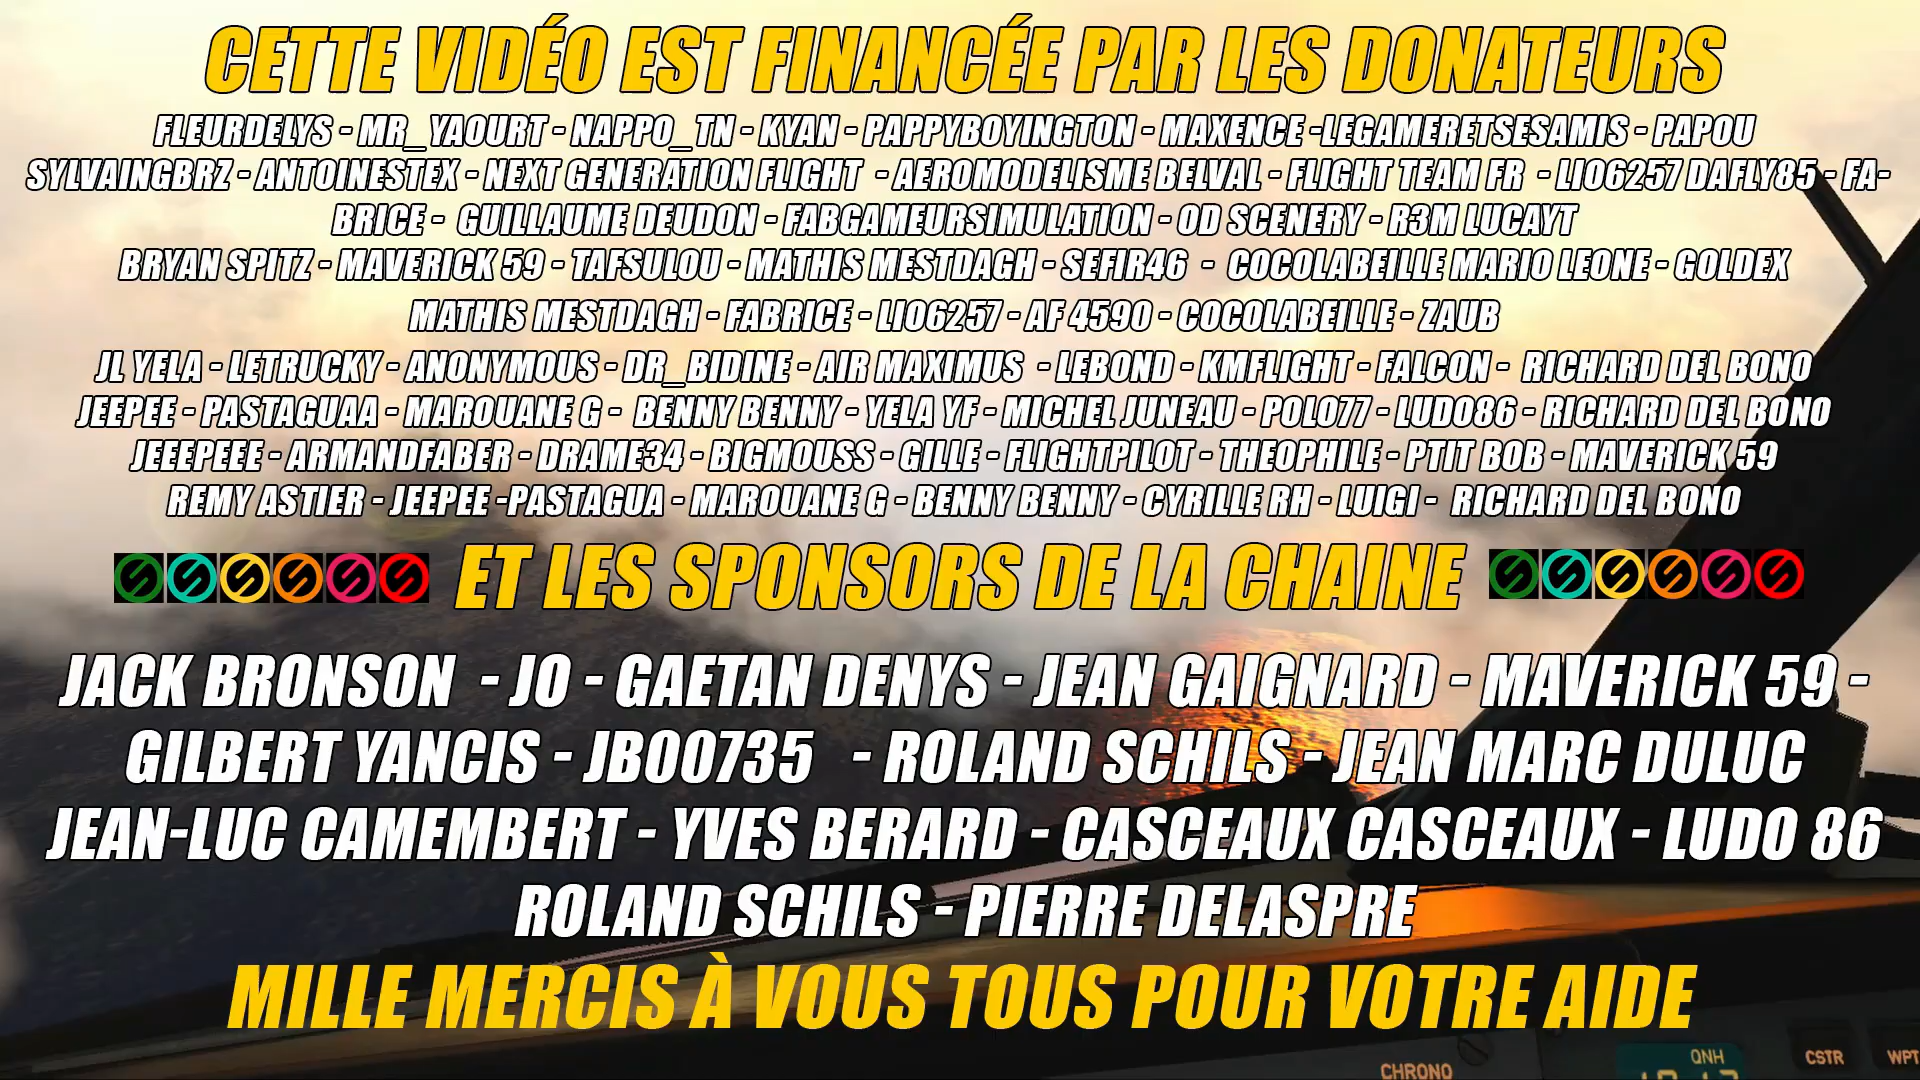 CETTE VIDÉO EST FINANCÉE PAR LES DONATEURS
FLEURDELYS - MR_YAOURT - NAPPO_TN - KYAN - PAPPYBOYINGTON - MAXENCE -LEGAMERETSESAMIS - PAPOU
SYLVAINGBRZ - ANTOINESTEX - NEXT GENERATION FLIGHT - AEROMODELISME BELVAL - FLIGHT TEAM FR - LIO6257 DAFLY85 - FA-
BRICE - GUILLAUME DEUDON - FABGAMEURSIMULATION - OD SCENERY - R3M LUCAYT
BRYAN SPITZ - MAVERICK 59 - TAFSULOU - MATHIS MESTDAGH - SEFIR46 - COCOLABEILLE MARIO LEONE - GOLDEX
MATHIS MESTDAGH - FABRICE - LIO6257 - AF 4590 - COCOLABEILLE - ZAUB
JL YELA - LETRUCKY - ANONYMOUS - DR_BIDINE - AIR MAXIMUS - LEBOND - KMFLIGHT - FALCON - RICHARD DEL BONO
JEEPEE - PASTAGUAA - MAROUANE G - BENNY BENNY - YELA YF - MICHEL JUNEAU - POLO77 - LUDO86 - RICHARD DEL BONO
JEEEPEEE - ARMANDFABER - DRAME34 - BIGMOUSS - GILLE - FLIGHTPILOT - THEOPHILE - PTIT BOB - MAVERICK 59
REMY ASTIER - JEEPEE -PASTAGUA - MAROUANE G - BENNY BENNY - CYRILLE RH - LUIGI - RICHARD DEL BONO
ET LES SPONSORS DE LA CHAINE
JACK BRONSON - JO - GAETAN DENYS - JEAN GAIGNARD - MAVERICK 59 -
GILBERT YANCIS - JB00735 - ROLAND SCHILS - JEAN MARC DULUC
JEAN-LUC CAMEMBERT - YVES BERARD - CASCEAUX CASCEAUX - LUDO 86
ROLAND SCHILS - PIERRE DELASPRE
MILLE MERCIS À VOUS TOUS POUR VOTRE AIDE
CHRONO QNH CSTR WPT